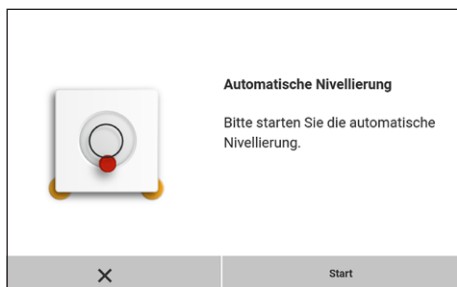 Automatische Nivellierung
Bitte starten Sie die automatische
Nivellierung.
Start